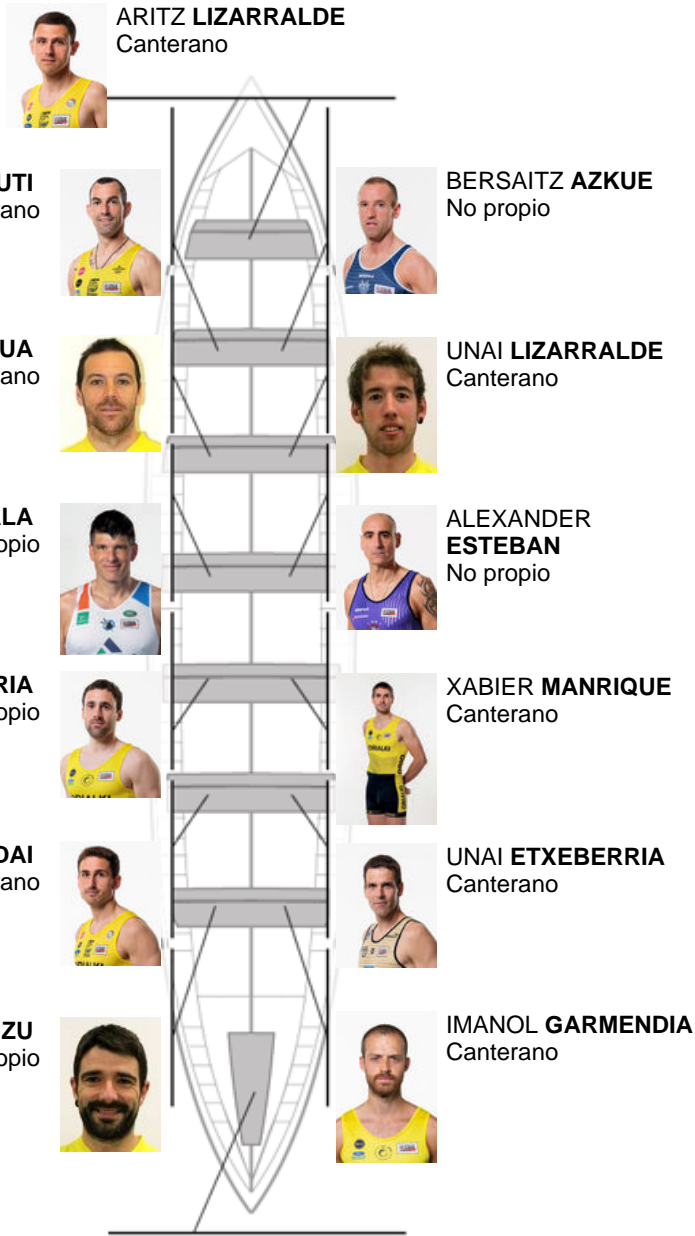 ARITZ LIZARRALDE
Canterano
UTI
ano
BERSAITZ AZKUE
No propio
UA
ano
UNAI LIZARRALDE
Canterano
LA
opio
ALEXANDER
ESTEBAN
No propio
RIA
opio
XABIER MANRIQUE
Canterano
DAI
ano
UNAI ETXEBERRIA
Canterano
ZU
opio
IMANOL GARMENDIA
Canterano